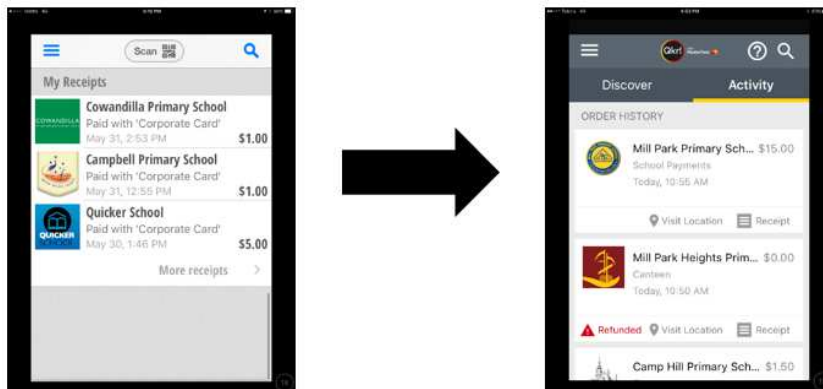 Scan
My Receipts
COWANDILLA
Cowandilla Primary School
Paid with 'Corporate Card'
May 31, 2:53 PM
$1.00
Campbell Primary School
Paid with 'Corporate Card'
May 31, 12:55 PM
$1.00
QUICKER
SCHOOL
Quicker School
Paid with 'Corporate Card'
May 30, 1:46 PM
$5.00
More receipts
Qkr!
Discover
Activity
ORDER HISTORY
Mill Park Primary Sch... $15.00
School Payments
Today, 10:55 AM
Visit Location
Receipt
Mill Park Heights Prim... $0.00
Canteen
Today, 10:50 AM
Refunded
Visit Location
Receipt
Camp Hill Primary Sch... $1.50